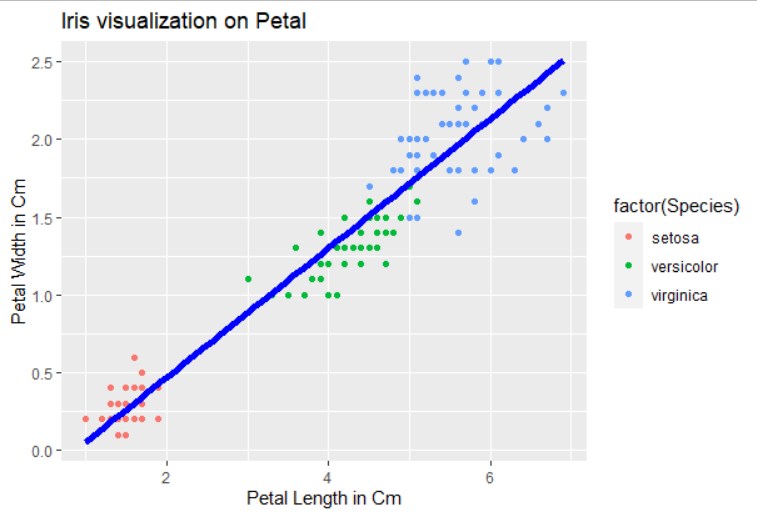 Iris visualization on Petal
2.5
2.0
1.5
1.0
0.5
0.0
Petal Width in Cm
2 4 6
Petal Length in Cm
factor(Species)
setosa
versicolor
virginica